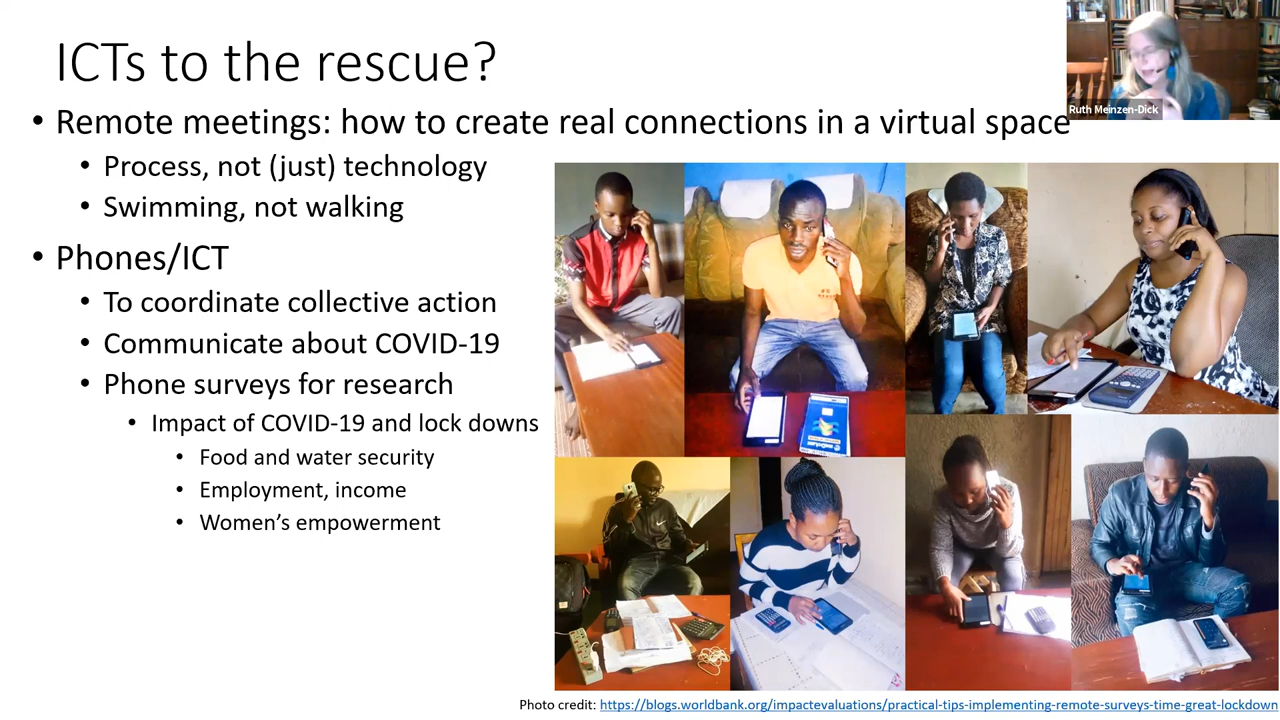 ICTs to the rescue?
Ruth Meinzen-Dick
• Remote meetings: how to create real connections in a virtual space
• Process, not (just) technology
• Swimming, not walking
• Phones/ICT
• To coordinate collective action
• Communicate about COVID-19
• Phone surveys for research
• Impact of COVID-19 and lock downs
• Food and water security
• Employment, income
• Women’s empowerment
Photo credit: https://blogs.worldbank.org/impactevaluations/practical-tips-implementing-remote-surveys-time-great-lockdown